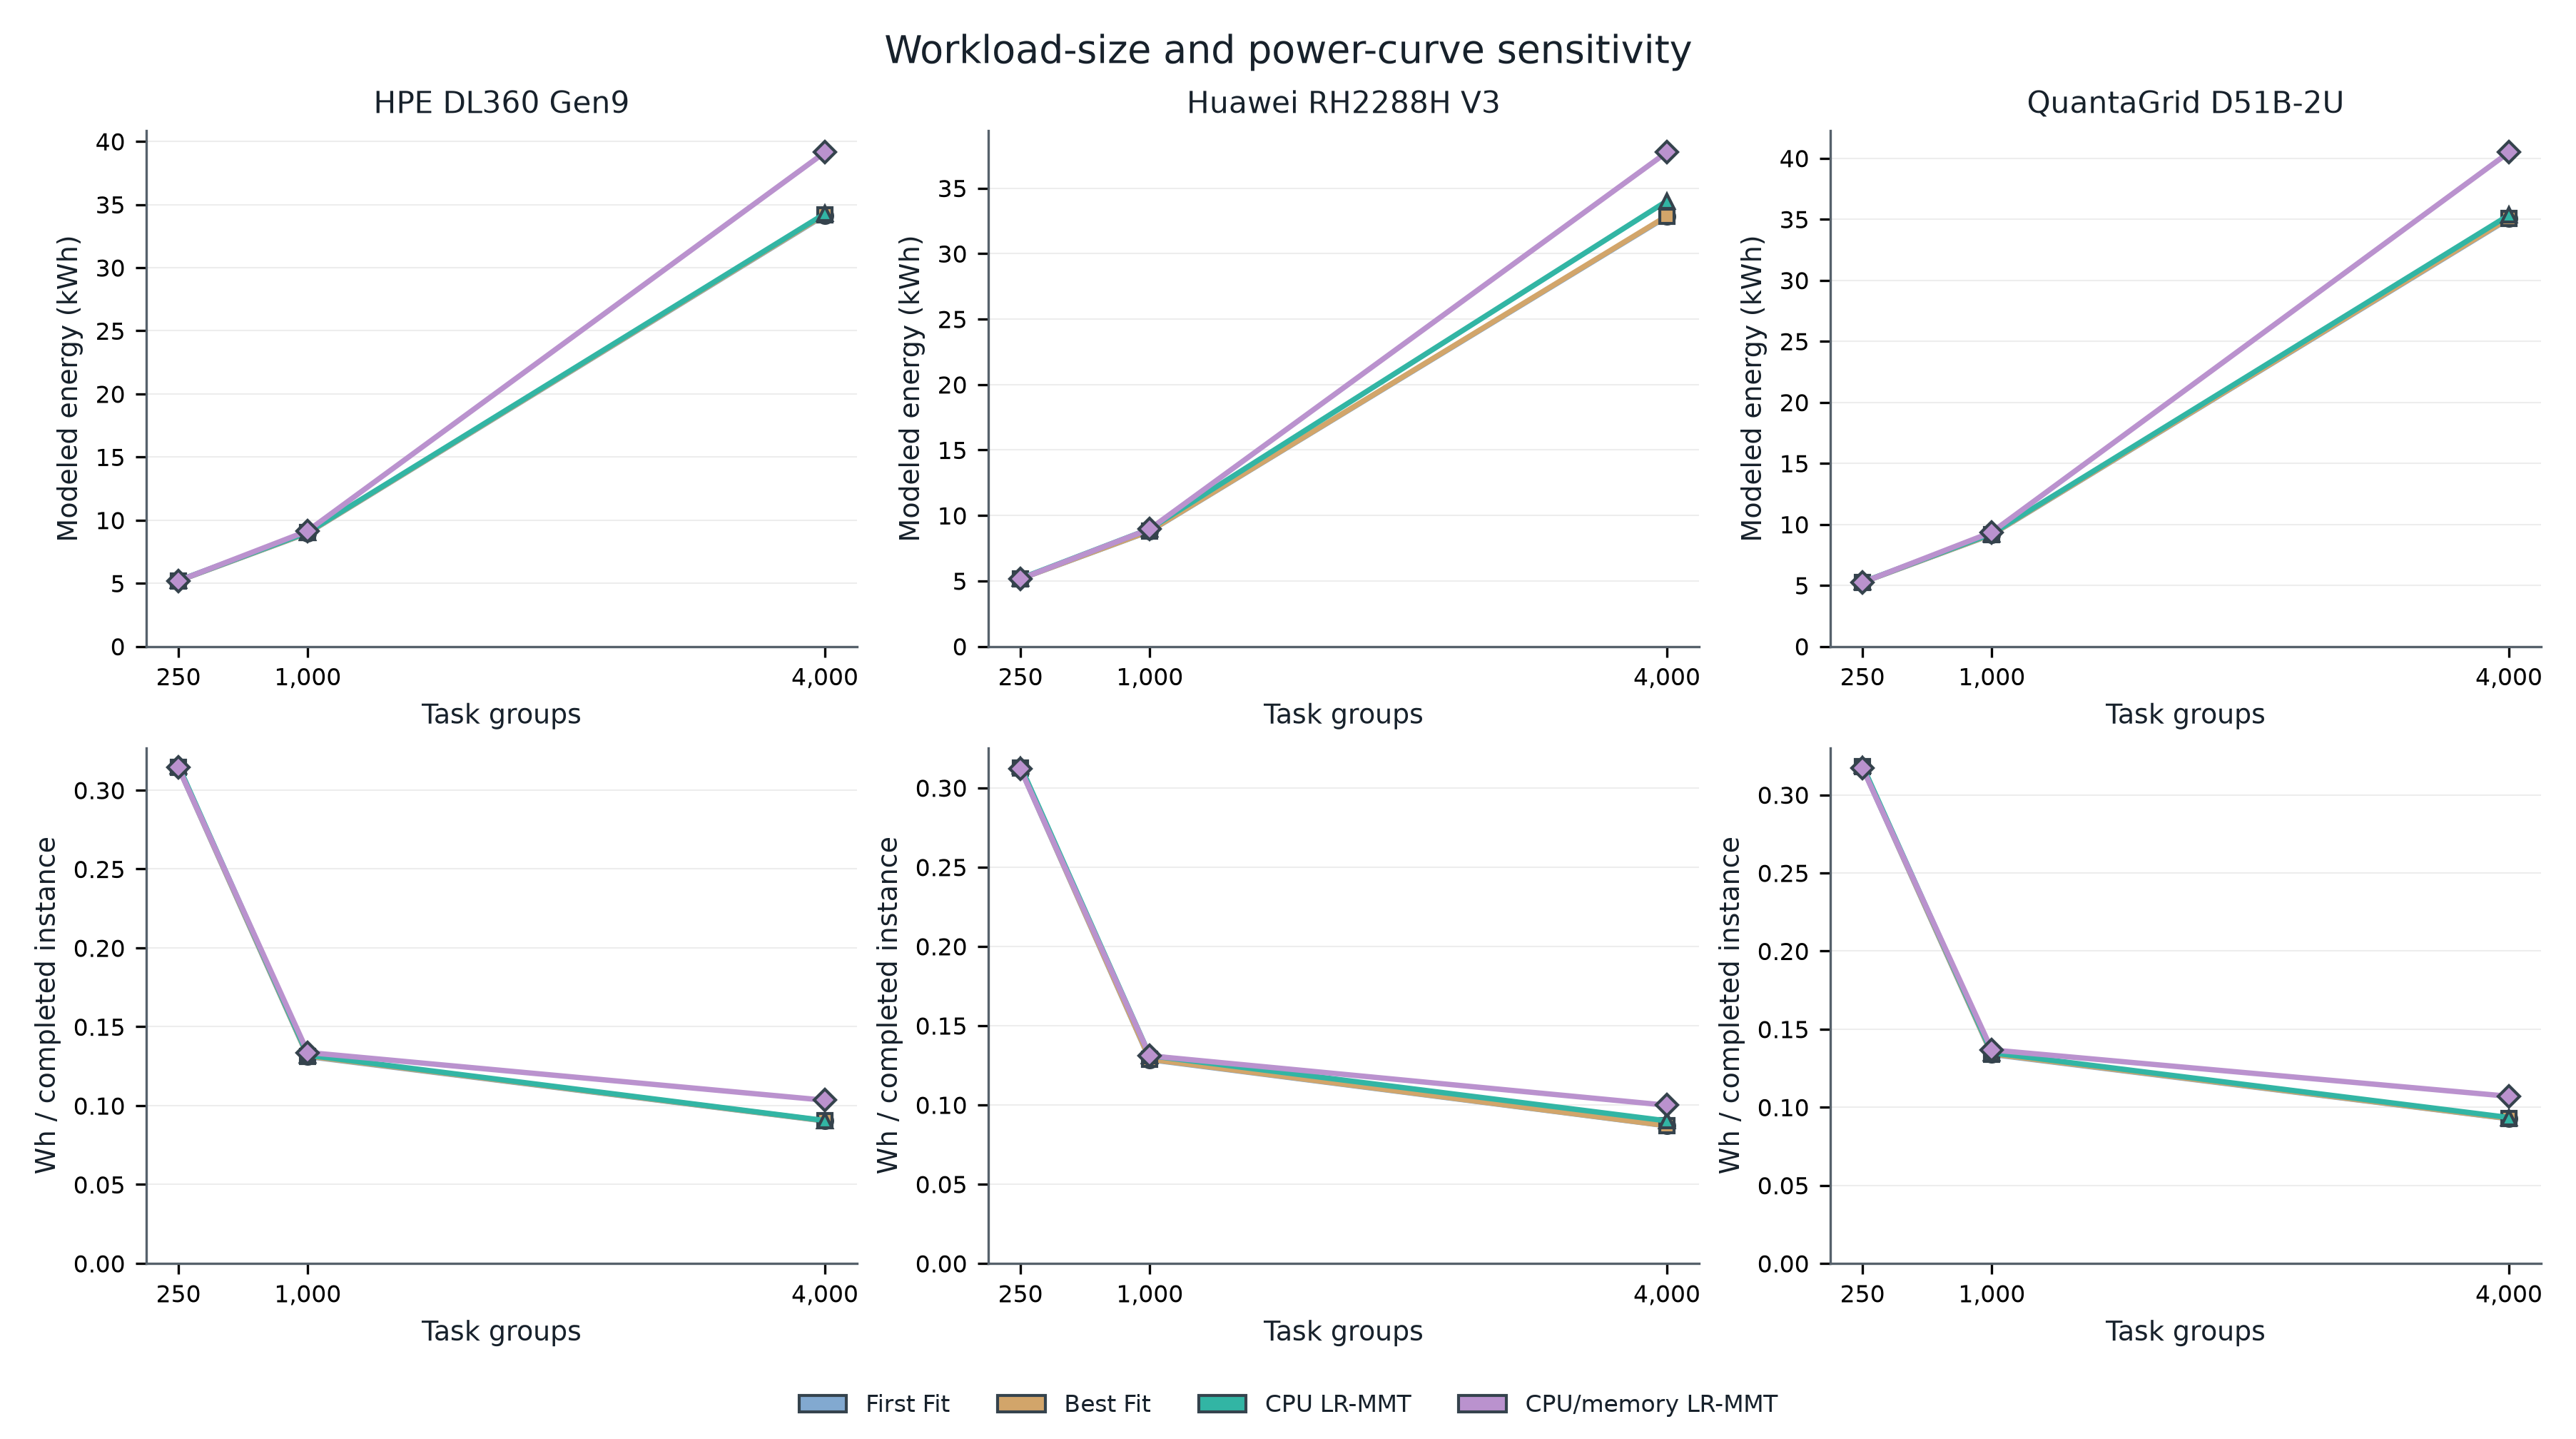 Workload-size and power-curve sensitivity
HPE DL360 Gen9
Modeled energy (kWh)
40
35
30
25
20
15
10
5
0
250 1,000 4,000
Task groups
Huawei RH2288H V3
Modeled energy (kWh)
35
30
25
20
15
10
5
0
250 1,000 4,000
Task groups
QuantaGrid D51B-2U
Modeled energy (kWh)
40
35
30
25
20
15
10
5
0
250 1,000 4,000
Task groups
Wh / completed instance
0.30
0.25
0.20
0.15
0.10
0.05
0.00
250 1,000 4,000
Task groups
Wh / completed instance
0.30
0.25
0.20
0.15
0.10
0.05
0.00
250 1,000 4,000
Task groups
Wh / completed instance
0.30
0.25
0.20
0.15
0.10
0.05
0.00
250 1,000 4,000
Task groups
First Fit Best Fit CPU LR-MMT CPU/memory LR-MMT